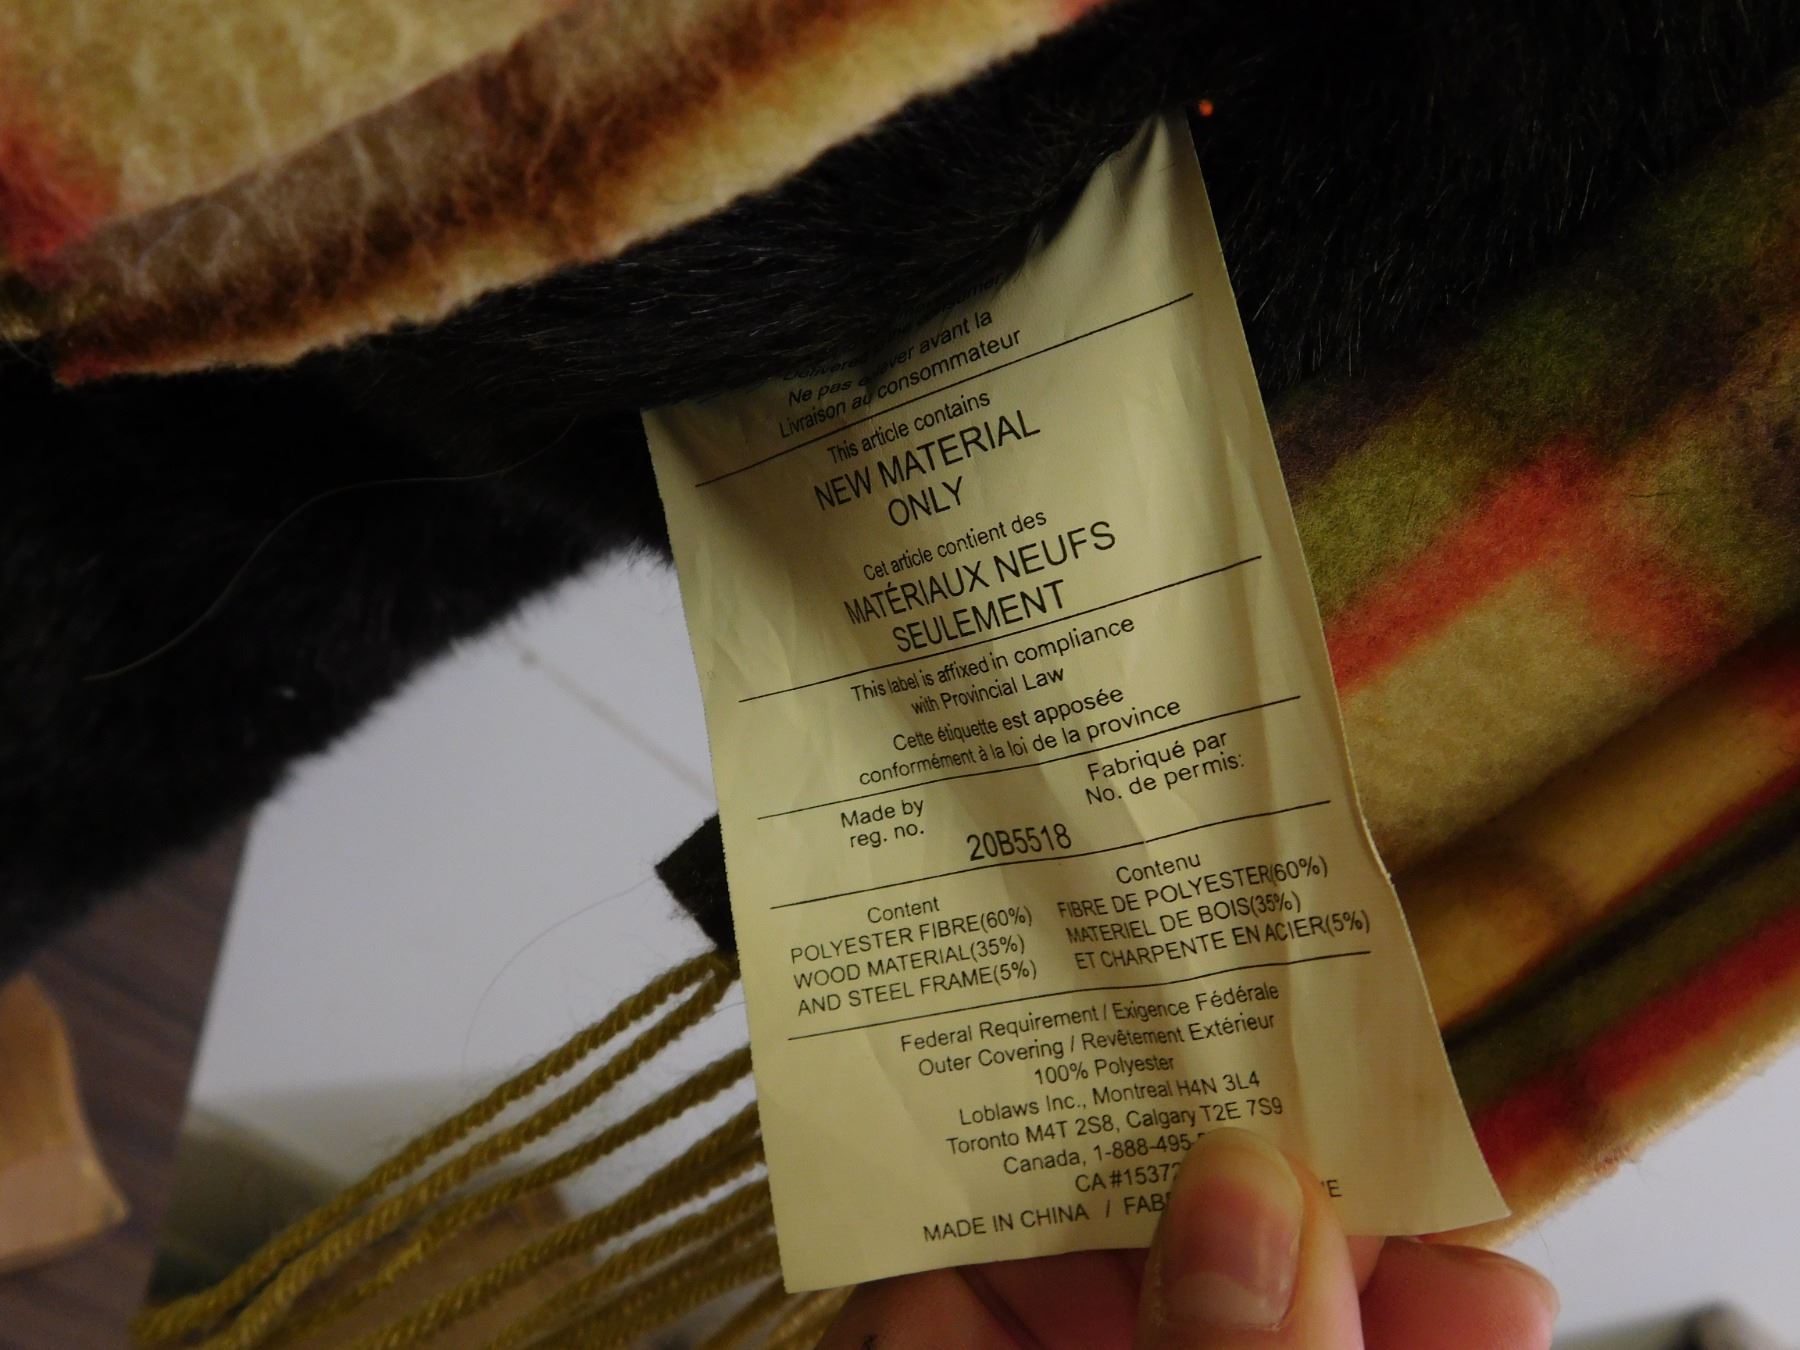 Delivered to the consumer
Ne pas enlever avant la
Livraison au consommateur
This article contains
NEW MATERIAL
ONLY
Cet article contient des
MATÉRIAUX NEUFS
SEULEMENT
This label is affixed in compliance
with Provincial Law
Cette étiquette est apposée
conformément à la loi de la province
Made by
reg. no.
Fabriqué par
No. de permis:
20B5518
Content
POLYESTER FIBRE(60%)
WOOD MATERIAL(35%)
AND STEEL FRAME(5%)
Contenu
FIBRE DE POLYESTER(60%)
MATERIEL DE BOIS(35%)
ET CHARPENTE EN ACIER(5%)
Federal Requirement / Exigence Fédérale
Outer Covering / Revêtement Extérieur
100% Polyester
Loblaws Inc., Montreal H4N 3L4
Toronto M4T 2S8, Calgary T2E 7S9
Canada, 1-888-495-
CA #15372
MADE IN CHINA /